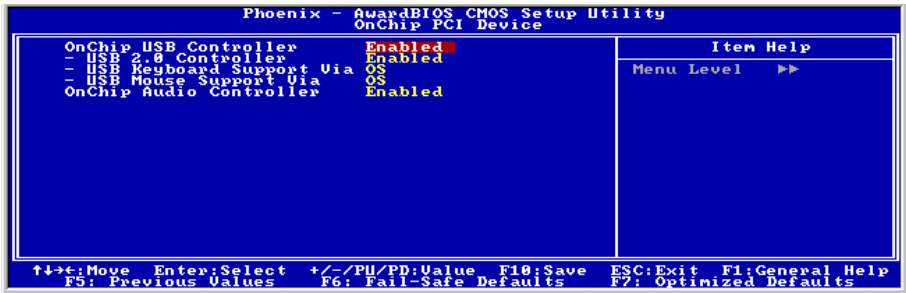 Phoenix - AwardBIOS CMOS Setup Utility
OnChip PCI Device
OnChip USB Controller Enabled
- USB 2.0 Controller Enabled
- USB Keyboard Support Via OS
- USB Mouse Support Via OS
OnChip Audio Controller Enabled
Item Help
Menu Level ▶▶
↑↓→←:Move Enter:Select +/-/PU/PD:Value F10:Save ESC:Exit F1:General Help
F5: Previous Values F6: Fail-Safe Defaults F7: Optimized Defaults